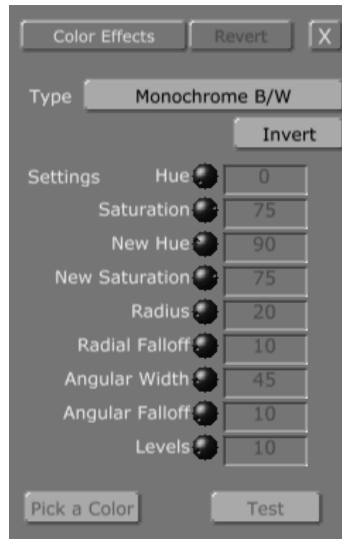 Color Effects Revert X
Type Monochrome B/W
Invert
Settings Hue 0
Saturation 75
New Hue 90
New Saturation 75
Radius 20
Radial Falloff 10
Angular Width 45
Angular Falloff 10
Levels 10
Pick a Color Test